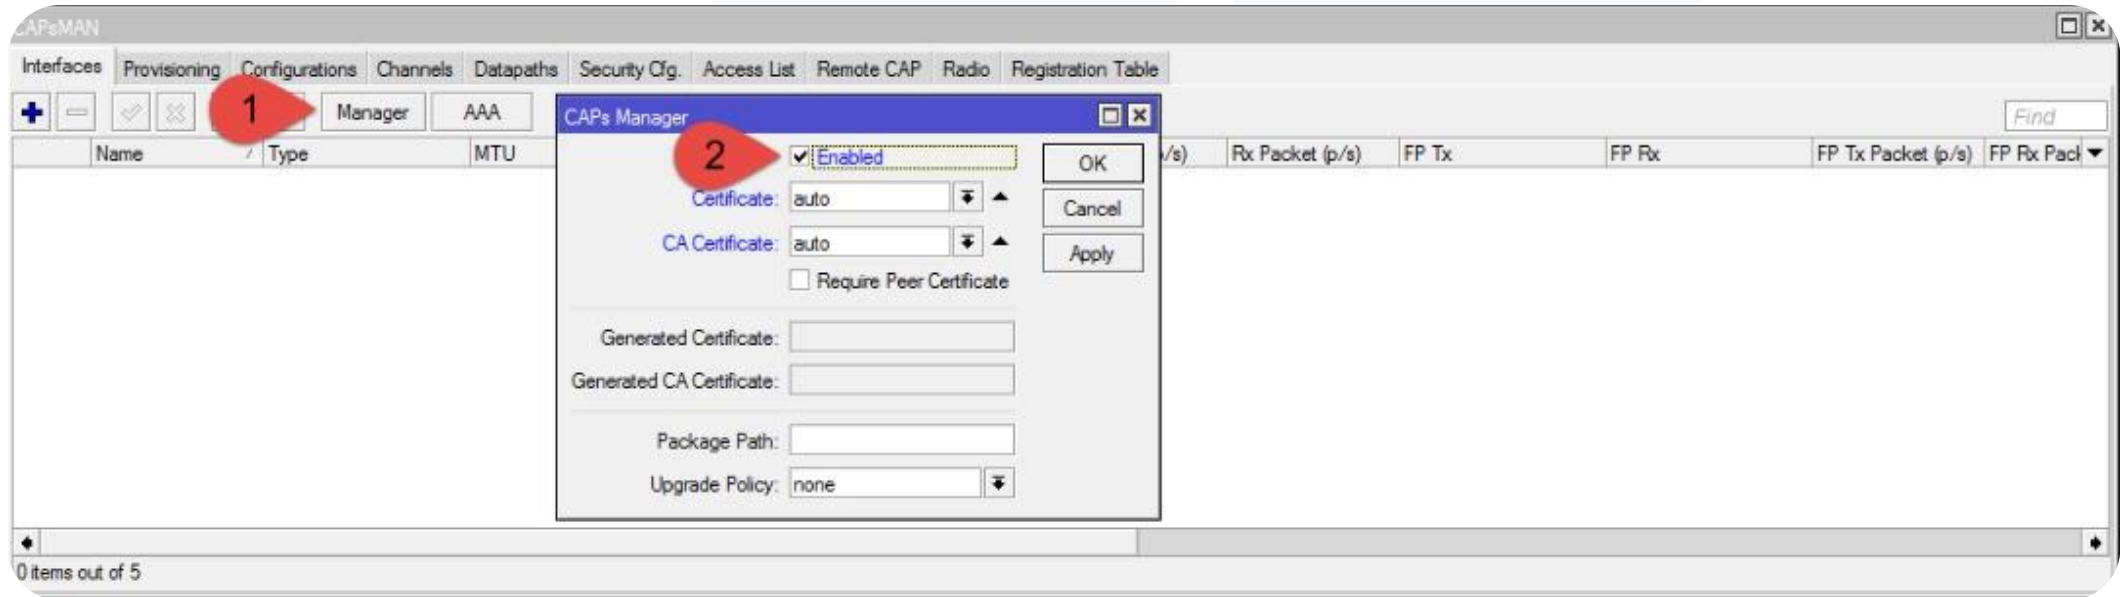 CAPsMAN
Interfaces Provisioning Configurations Channels Datapaths Security Cfg. Access List Remote CAP Radio Registration Table
1 Manager AAA Find
Name Type MTU /s) Rx Packet (p/s) FP Tx FP Rx FP Tx Packet (p/s) FP Rx Pack
CAPs Manager
2 Enabled OK
Certificate: auto Cancel
CA Certificate: auto Apply
Require Peer Certificate
Generated Certificate:
Generated CA Certificate:
Package Path:
Upgrade Policy: none
0 items out of 5